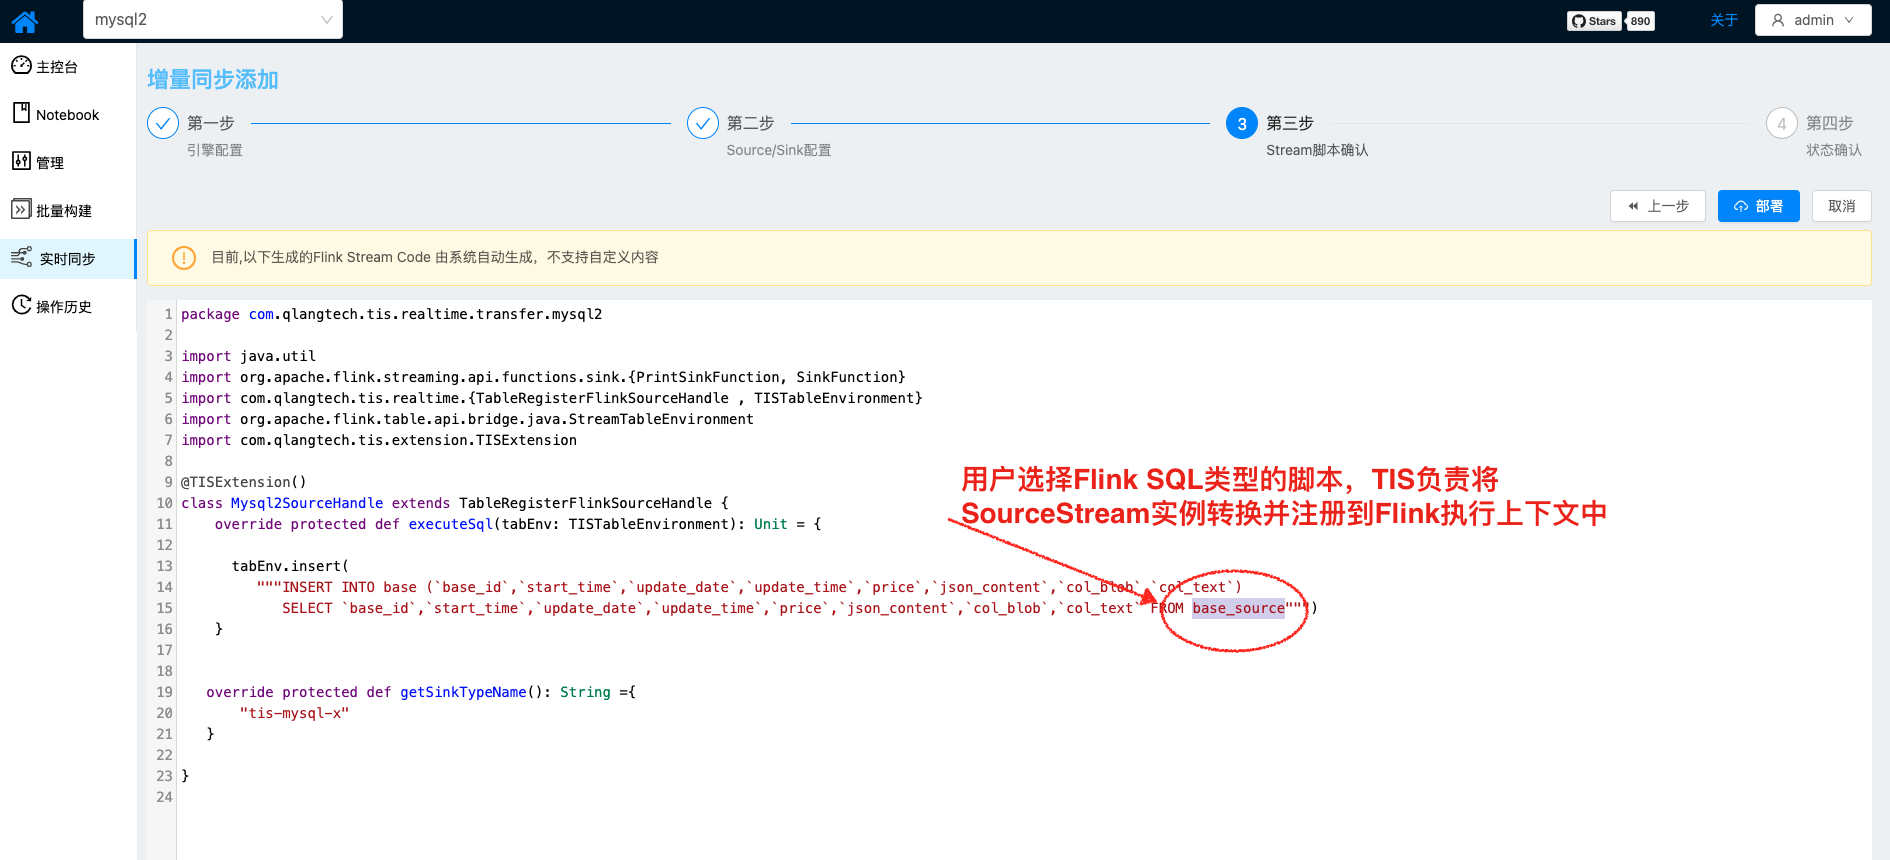 mysql2
Stars 890
关于
admin
主控台
Notebook
管理
批量构建
实时同步
操作历史
增量同步添加
第一步
引擎配置
第二步
Source/Sink配置
3 第三步
Stream脚本确认
4 第四步
状态确认
上一步
部署
取消
目前,以下生成的Flink Stream Code 由系统自动生成，不支持自定义内容
1 package com.qlangtech.tis.realtime.transfer.mysql2
2
3 import java.util
4 import org.apache.flink.streaming.api.functions.sink.{PrintSinkFunction, SinkFunction}
5 import com.qlangtech.tis.realtime.{TableRegisterFlinkSourceHandle , TISTableEnvironment}
6 import org.apache.flink.table.api.bridge.java.StreamTableEnvironment
7 import com.qlangtech.tis.extension.TISExtension
8
9 @TISExtension()
10 class Mysql2SourceHandle extends TableRegisterFlinkSourceHandle {
11 override protected def executeSql(tabEnv: TISTableEnvironment): Unit = {
12
13 tabEnv.insert(
14 """INSERT INTO base (`base_id`,`start_time`,`update_date`,`update_time`,`price`,`json_content`,`col_blob`,`col_text`)
15 SELECT `base_id`,`start_time`,`update_date`,`update_time`,`price`,`json_content`,`col_blob`,`col_text` FROM base_source""")
16 }
17
18
19 override protected def getSinkTypeName(): String ={
20 "tis-mysql-x"
21 }
22
23 }
24
用户选择Flink SQL类型的脚本，TIS负责将
SourceStream实例转换并注册到Flink执行上下文中